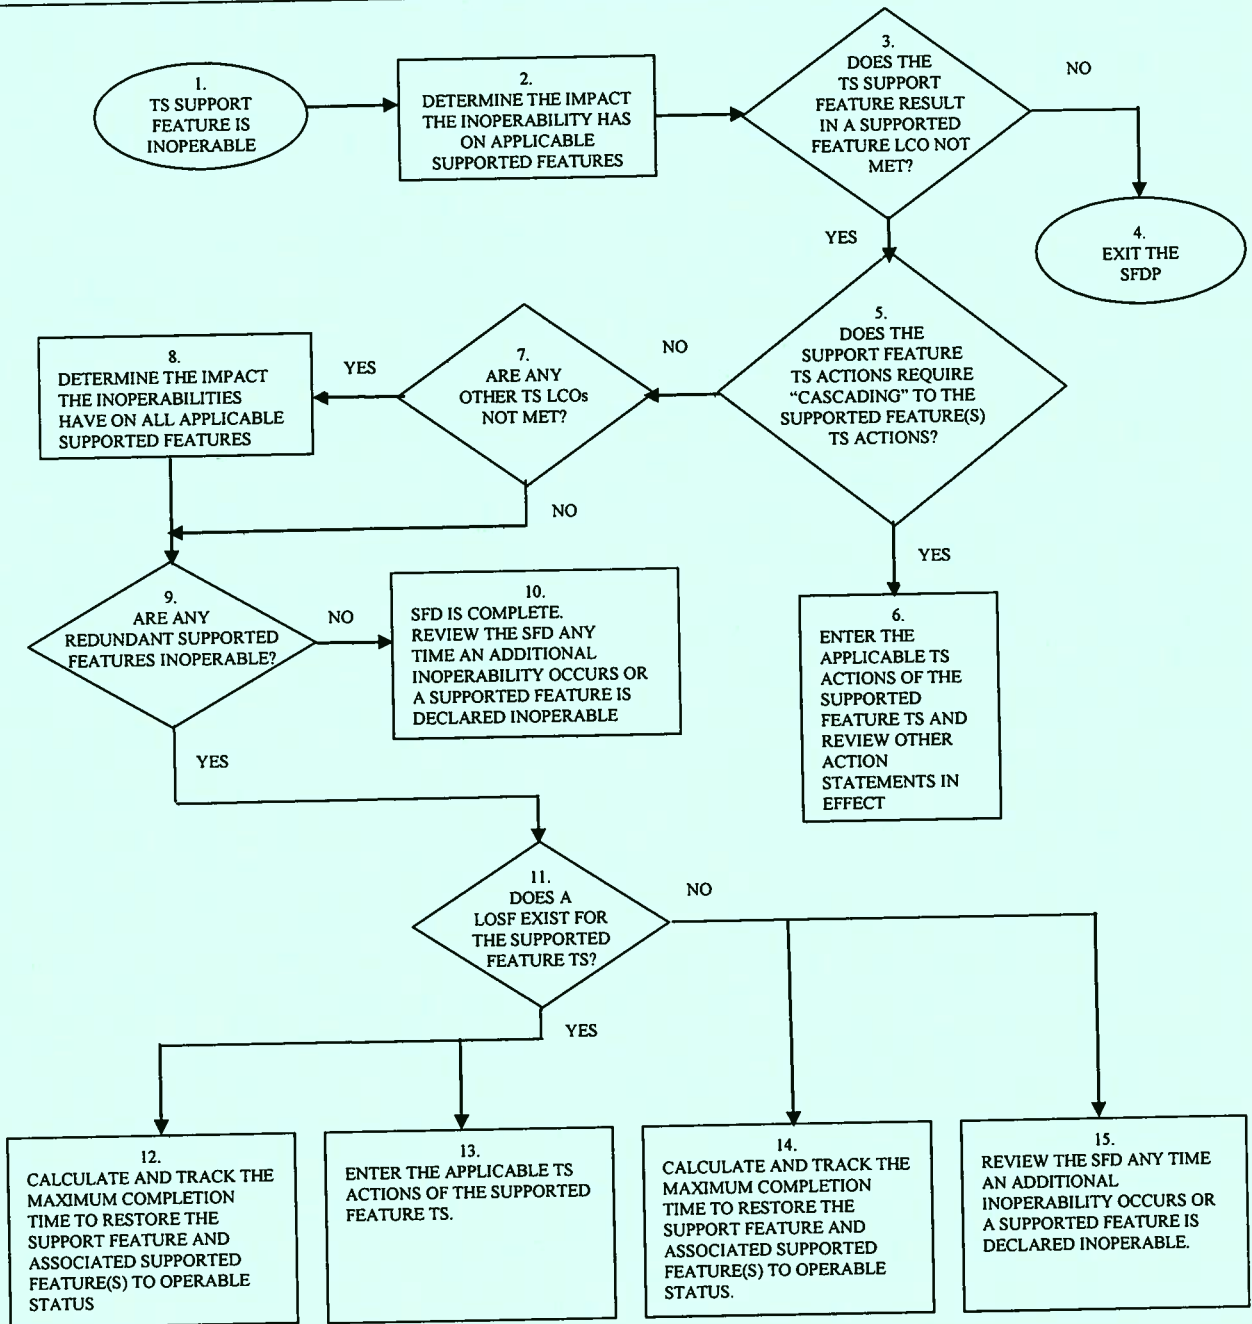 1.
TS SUPPORT
FEATURE IS
INOPERABLE
2.
DETERMINE THE IMPACT
THE INOPERABILITY HAS
ON APPLICABLE
SUPPORTED FEATURES
3.
DOES THE
TS SUPPORT
FEATURE RESULT
IN A SUPPORTED
FEATURE LCO NOT
MET?
NO
YES
4.
EXIT THE
SFDP
5.
DOES THE
SUPPORT FEATURE
TS ACTIONS REQUIRE
“CASCADING” TO THE
SUPPORTED FEATURE(S)
TS ACTIONS?
NO
YES
6.
ENTER THE
APPLICABLE TS
ACTIONS OF THE
SUPPORTED
FEATURE TS AND
REVIEW OTHER
ACTION
STATEMENTS IN
EFFECT
7.
ARE ANY
OTHER TS LCOs
NOT MET?
YES
NO
8.
DETERMINE THE IMPACT
THE INOPERABILITIES
HAVE ON ALL APPLICABLE
SUPPORTED FEATURES
9.
ARE ANY
REDUNDANT SUPPORTED
FEATURES INOPERABLE?
NO
YES
10.
SFD IS COMPLETE.
REVIEW THE SFD ANY
TIME AN ADDITIONAL
INOPERABILITY OCCURS OR
A SUPPORTED FEATURE IS
DECLARED INOPERABLE
11.
DOES A
LOSF EXIST FOR
THE SUPPORTED
FEATURE TS?
NO
YES
12.
CALCULATE AND TRACK THE
MAXIMUM COMPLETION
TIME TO RESTORE THE
SUPPORT FEATURE AND
ASSOCIATED SUPPORTED
FEATURE(S) TO OPERABLE
STATUS
13.
ENTER THE APPLICABLE TS
ACTIONS OF THE SUPPORTED
FEATURE TS.
14.
CALCULATE AND TRACK THE
MAXIMUM COMPLETION
TIME TO RESTORE THE
SUPPORT FEATURE AND
ASSOCIATED SUPPORTED
FEATURE(S) TO OPERABLE
STATUS.
15.
REVIEW THE SFD ANY TIME
AN ADDITIONAL
INOPERABILITY OCCURS OR
A SUPPORTED FEATURE IS
DECLARED INOPERABLE.